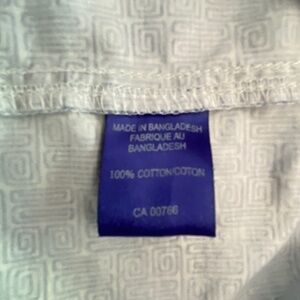 MADE IN BANGLADESH
FABRIQUE AU
BANGLADESH
100% COTTON/COTON
CA 00766